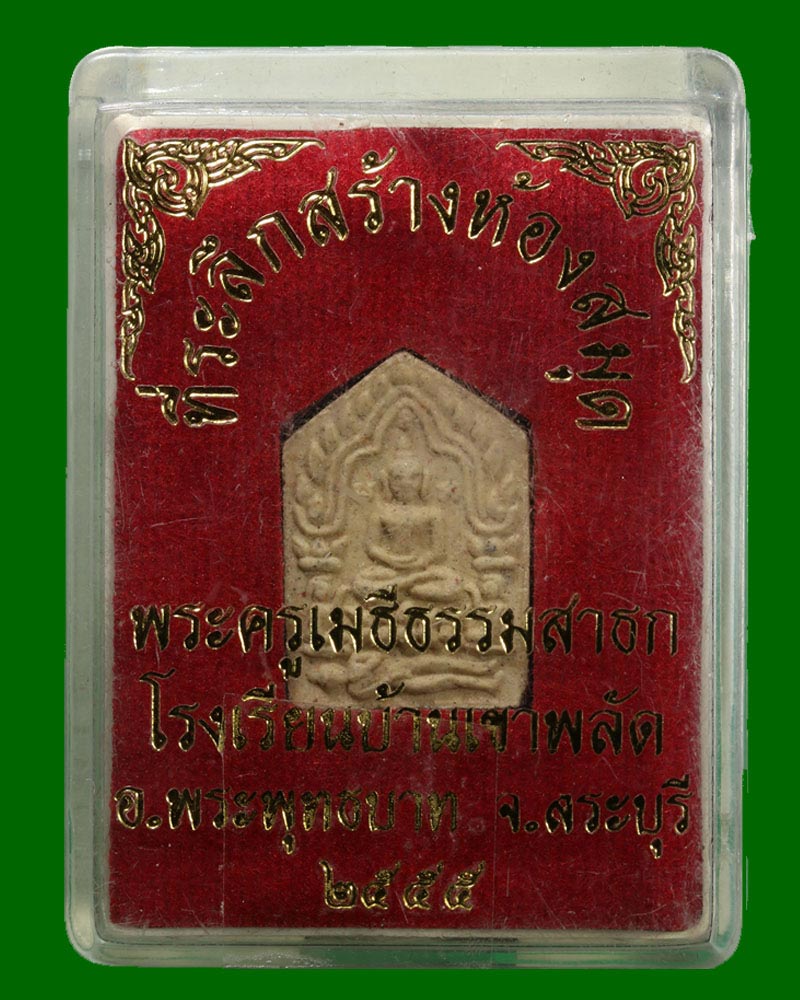 ที่ระลึกสร้างห้องสมุด
พระครูเมธีธรรมสาธก
โรงเรียนบ้านเขาพลัด
อ.พระพุทธบาท จ.สระบุรี
๒๕๕๕